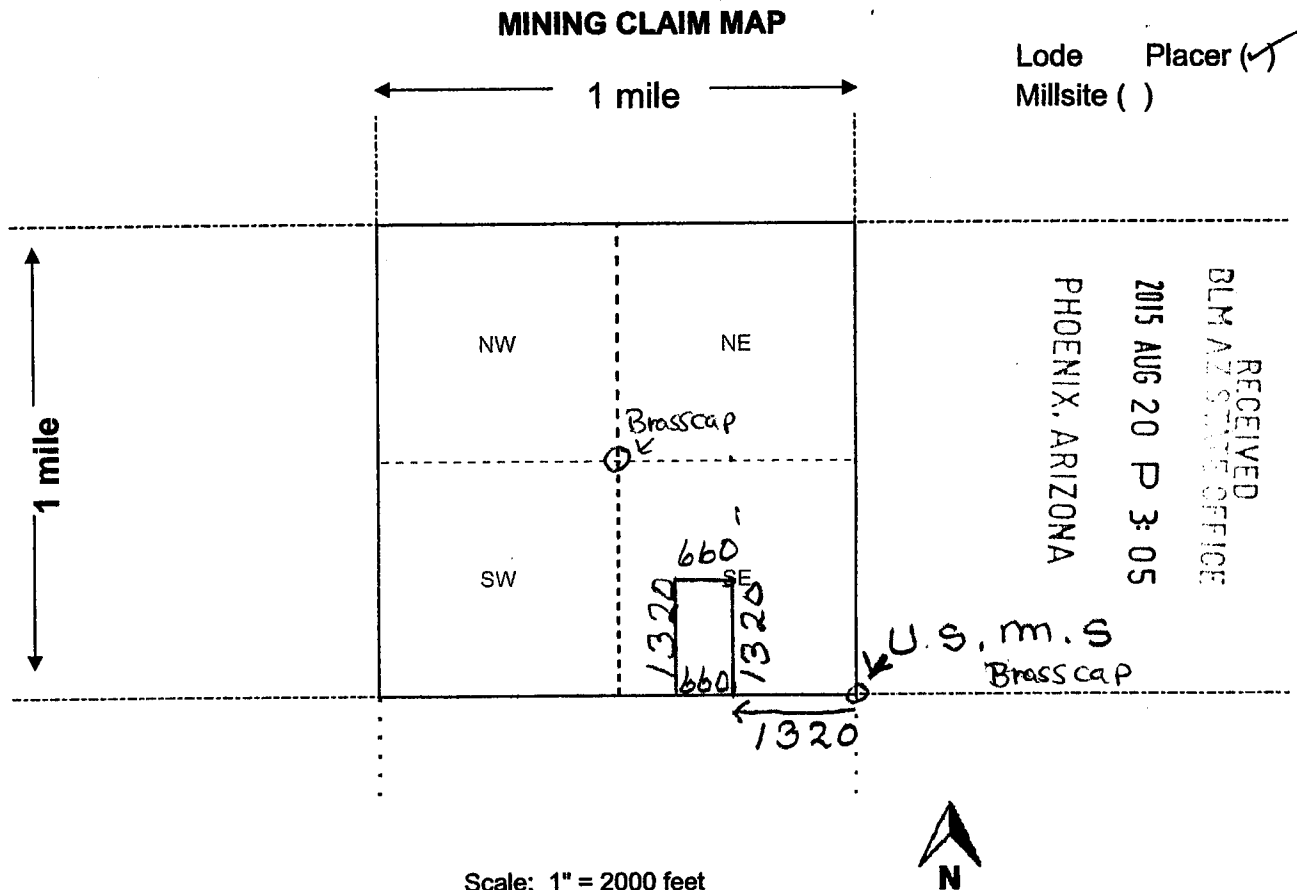 MINING CLAIM MAP
Lode Placer (✓)
Millsite ( )
1 mile
1 mile
NW
NE
Brasscap
SW
SE
660'
1320
1320
660
1320
U.S. m.s
Brasscap
RECEIVED
BLM AZ STATE OFFICE
2015 AUG 20 P 3:05
PHOENIX, ARIZONA
N
Scale: 1" = 2000 feet